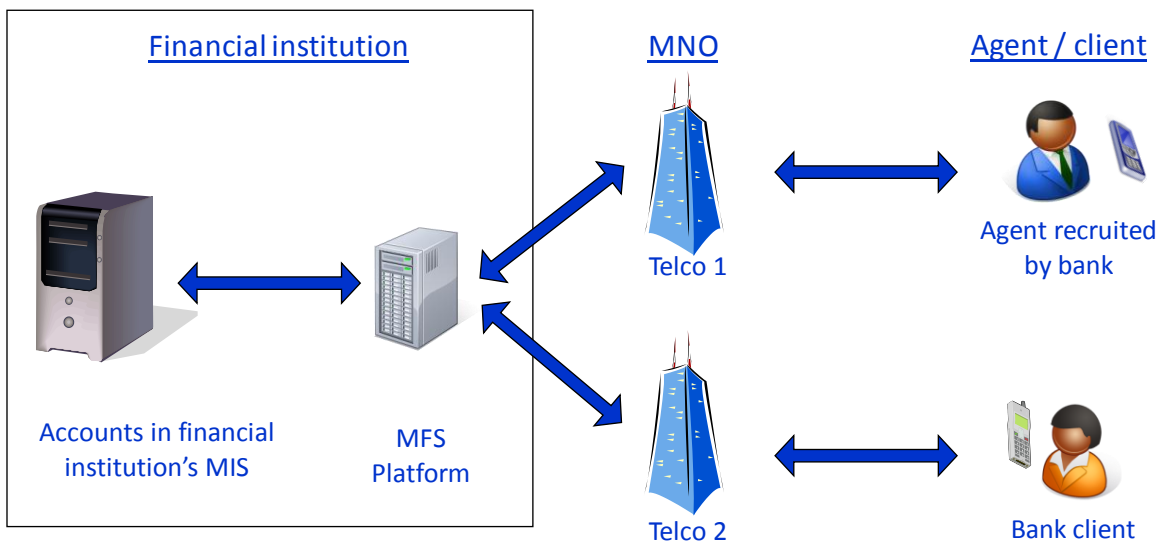 Financial institution
MNO
Agent / client
Telco 1
Agent recruited
by bank
Accounts in financial
institution's MIS
MFS
Platform
Telco 2
Bank client